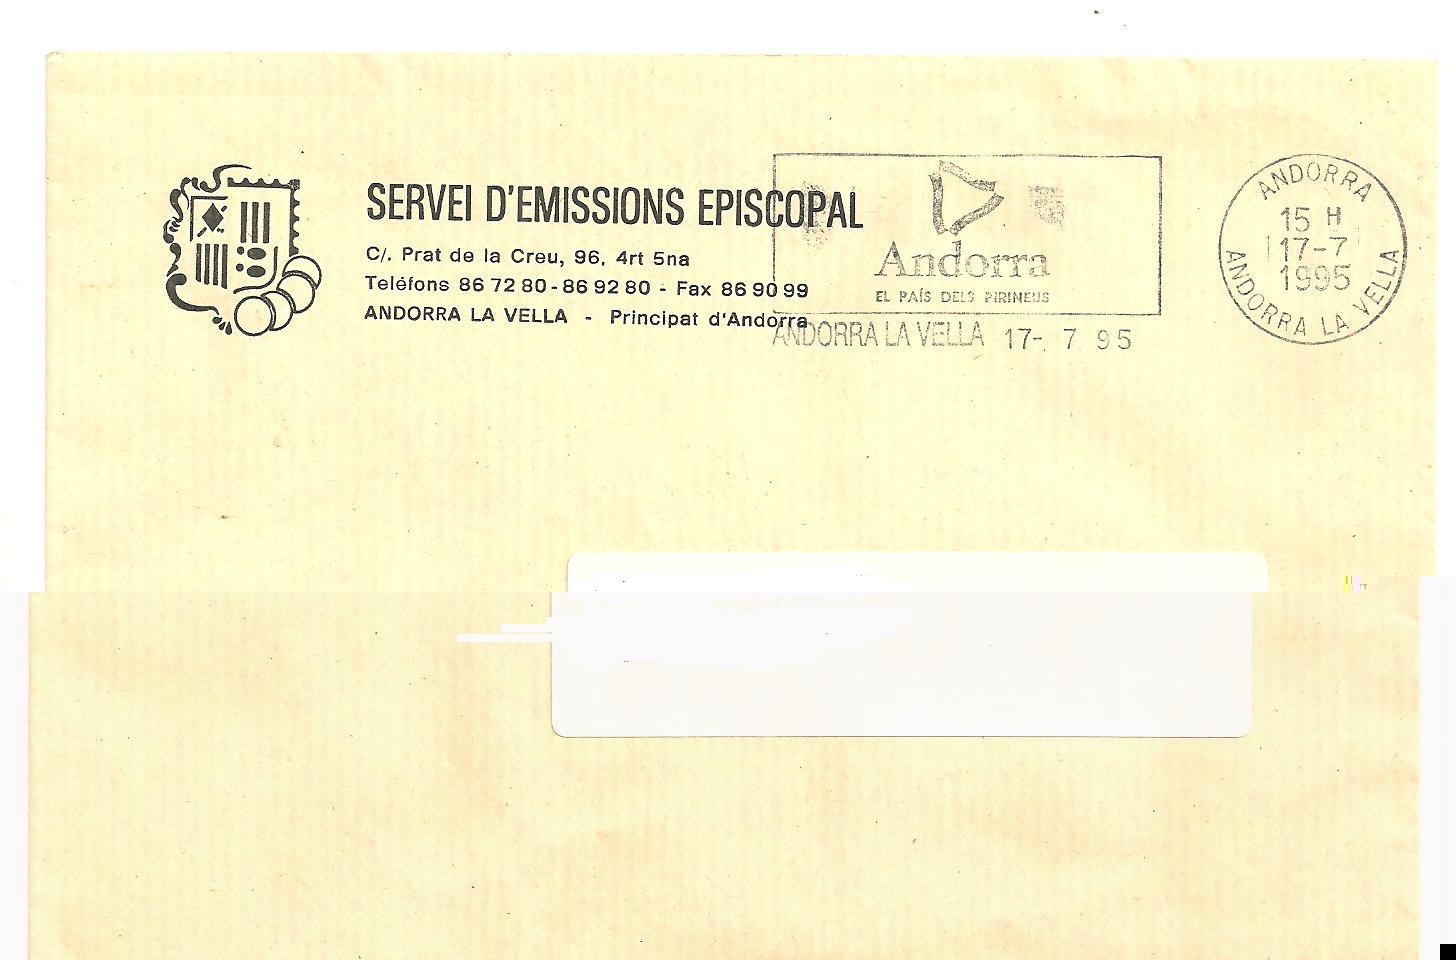 SERVEI D'EMISSIONS EPISCOPAL
C/. Prat de la Creu, 96, 4rt 5na
Telèfons 86 72 80 - 86 92 80 - Fax 86 90 99
ANDORRA LA VELLA - Principat d'Andorra
Andorra
EL PAÍS DELS PIRINEUS
ANDORRA LA VELLA 17- 7 95
ANDORRA
15 H
17-7
1995
ANDORRA LA VELLA